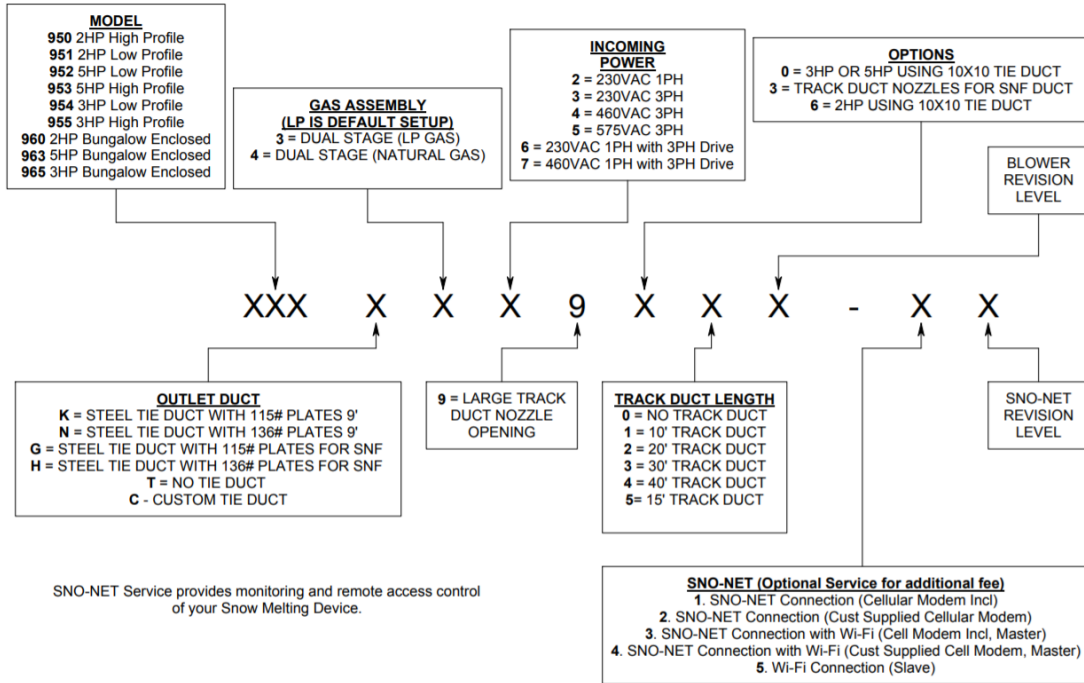 MODEL
950 2HP High Profile
951 2HP Low Profile
952 5HP Low Profile
953 5HP High Profile
954 3HP Low Profile
955 3HP High Profile
960 2HP Bungalow Enclosed
963 5HP Bungalow Enclosed
965 3HP Bungalow Enclosed
GAS ASSEMBLY
(LP IS DEFAULT SETUP)
3 = DUAL STAGE (LP GAS)
4 = DUAL STAGE (NATURAL GAS)
INCOMING
POWER
2 = 230VAC 1PH
3 = 230VAC 3PH
4 = 460VAC 3PH
5 = 575VAC 3PH
6 = 230VAC 1PH with 3PH Drive
7 = 460VAC 1PH with 3PH Drive
OPTIONS
0 = 3HP OR 5HP USING 10X10 TIE DUCT
3 = TRACK DUCT NOZZLES FOR SNF DUCT
6 = 2HP USING 10X10 TIE DUCT
BLOWER
REVISION
LEVEL
XXX X X X 9 X X X - X X
OUTLET DUCT
K = STEEL TIE DUCT WITH 115# PLATES 9'
N = STEEL TIE DUCT WITH 136# PLATES 9'
G = STEEL TIE DUCT WITH 115# PLATES FOR SNF
H = STEEL TIE DUCT WITH 136# PLATES FOR SNF
T = NO TIE DUCT
C - CUSTOM TIE DUCT
9 = LARGE TRACK
DUCT NOZZLE
OPENING
TRACK DUCT LENGTH
0 = NO TRACK DUCT
1 = 10' TRACK DUCT
2 = 20' TRACK DUCT
3 = 30' TRACK DUCT
4 = 40' TRACK DUCT
5= 15' TRACK DUCT
SNO-NET
REVISION
LEVEL
SNO-NET Service provides monitoring and remote access control
of your Snow Melting Device.
SNO-NET (Optional Service for additional fee)
1. SNO-NET Connection (Cellular Modem Incl)
2. SNO-NET Connection (Cust Supplied Cellular Modem)
3. SNO-NET Connection with Wi-Fi (Cell Modem Incl, Master)
4. SNO-NET Connection with Wi-Fi (Cust Supplied Cell Modem, Master)
5. Wi-Fi Connection (Slave)